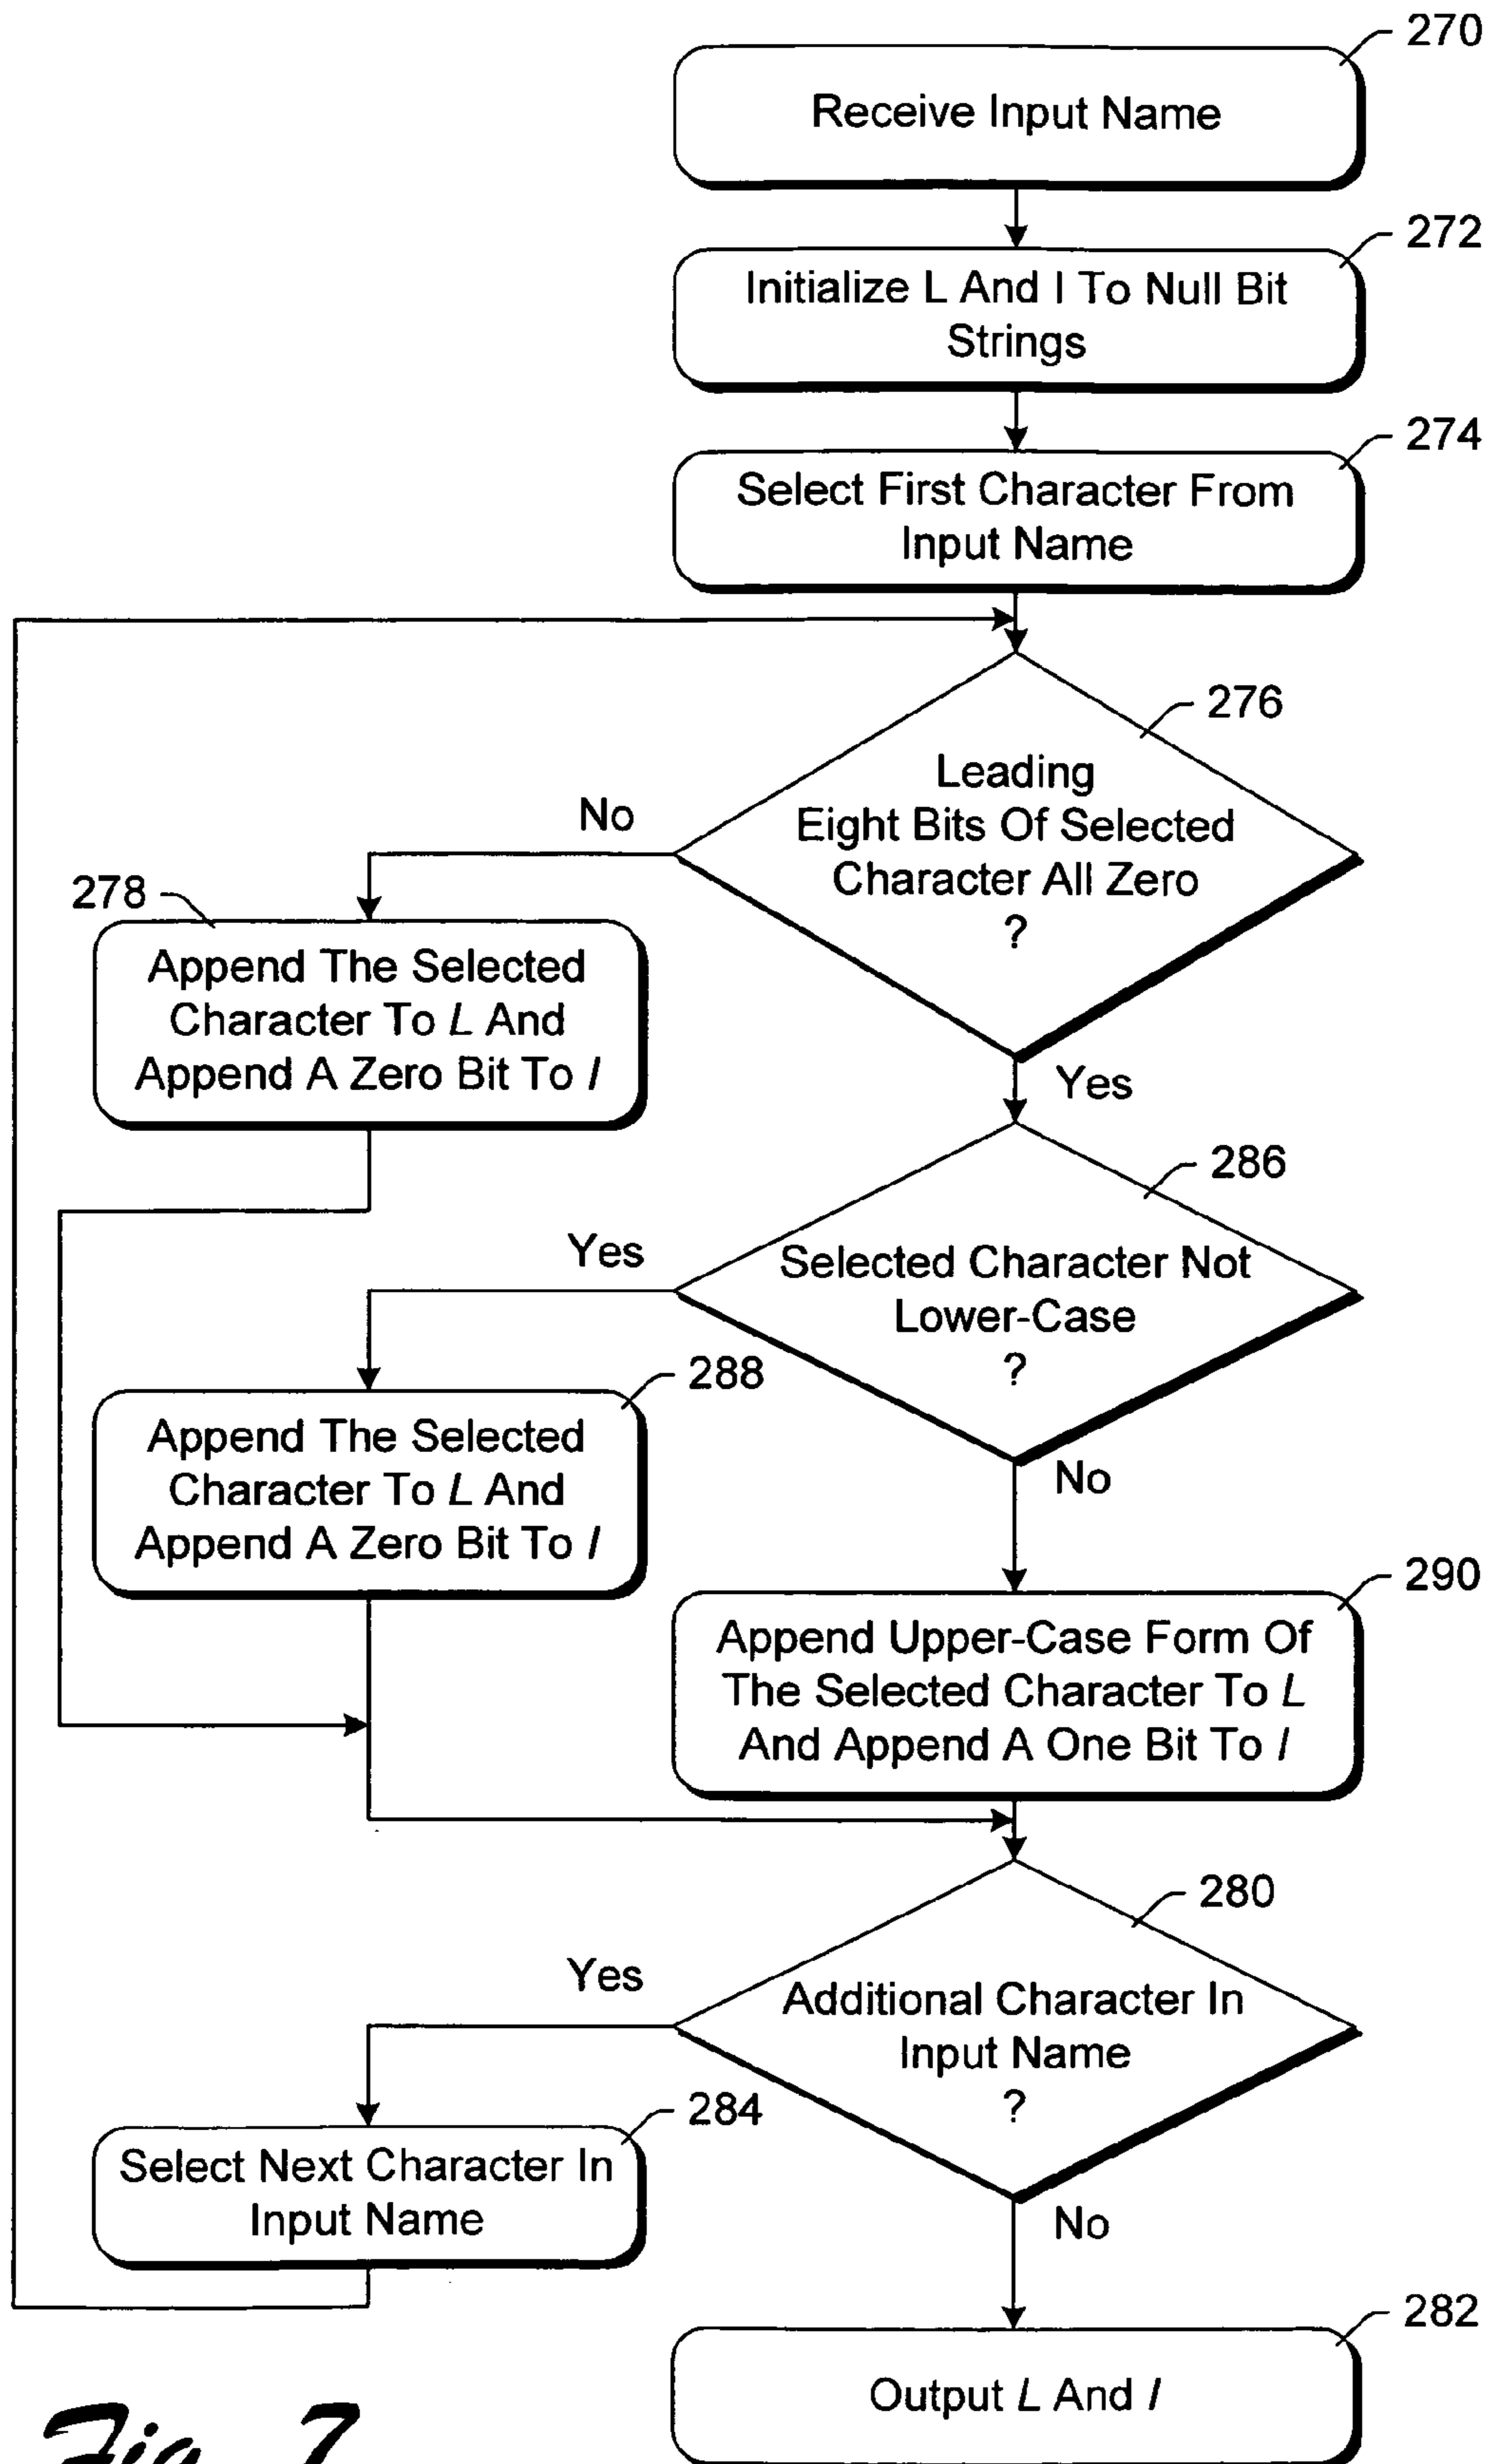 270
Receive Input Name
272
Initialize L And I To Null Bit
Strings
274
Select First Character From
Input Name
276
Leading
Eight Bits Of Selected
Character All Zero
?
No
278
Append The Selected
Character To L And
Append A Zero Bit To I
Yes
286
Selected Character Not
Lower-Case
?
Yes
288
Append The Selected
Character To L And
Append A Zero Bit To I
No
290
Append Upper-Case Form Of
The Selected Character To L
And Append A One Bit To I
280
Additional Character In
Input Name
?
Yes
284
Select Next Character In
Input Name
No
282
Output L And I
Fig. 7